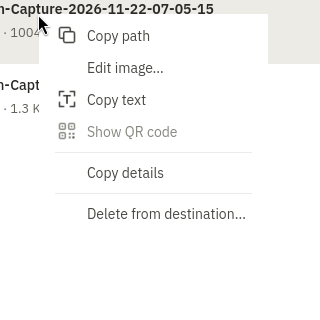 n-Capture-2026-11-22-07-05-15
· 1004
Copy path
Edit image...
n-Capt
Copy text
· 1.3 K
Show QR code
Copy details
Delete from destination...